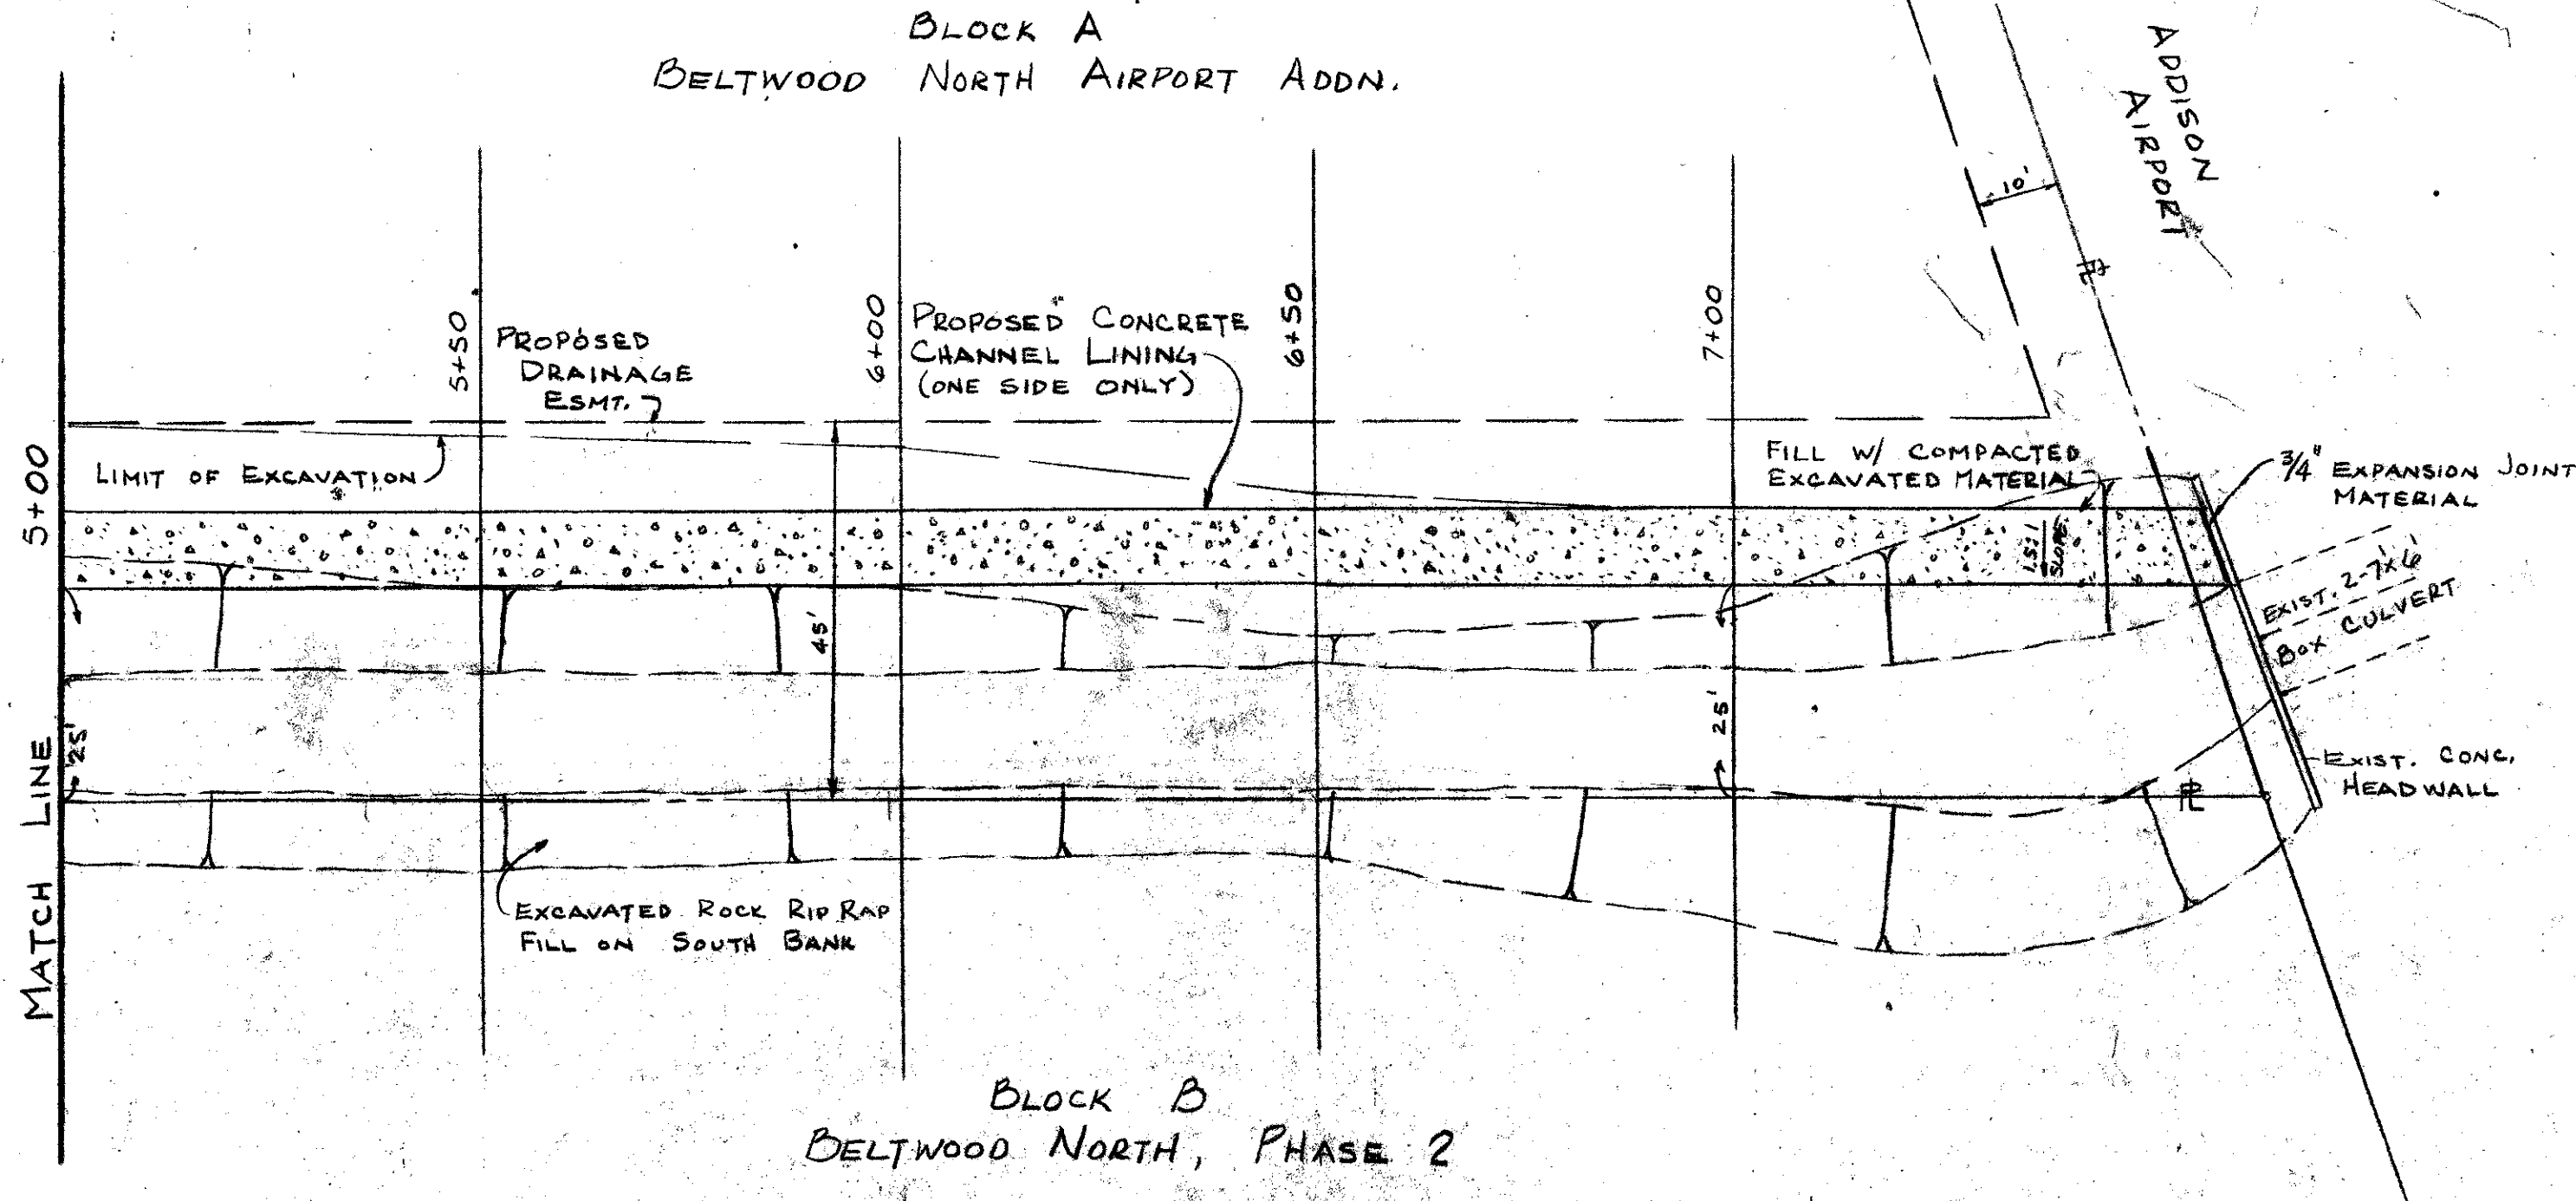 BLOCK A
BELTWOOD NORTH AIRPORT ADDN.
ADDISON
AIRPORT
10'
PROPOSED
DRAINAGE
ESMT.
5+50
6+00
PROPOSED CONCRETE
CHANNEL LINING
(ONE SIDE ONLY)
6+50
7+00
LIMIT OF EXCAVATION
FILL W/ COMPACTED
EXCAVATED MATERIAL
3/4" EXPANSION JOINT
MATERIAL
5+00
1.5:1
SLOPE
EXIST. 2-7'x6'
BOX CULVERT
45'
25'
25'
EXIST. CONC.
HEADWALL
MATCH LINE
EXCAVATED ROCK RIP RAP
FILL ON SOUTH BANK
BLOCK B
BELTWOOD NORTH, PHASE 2